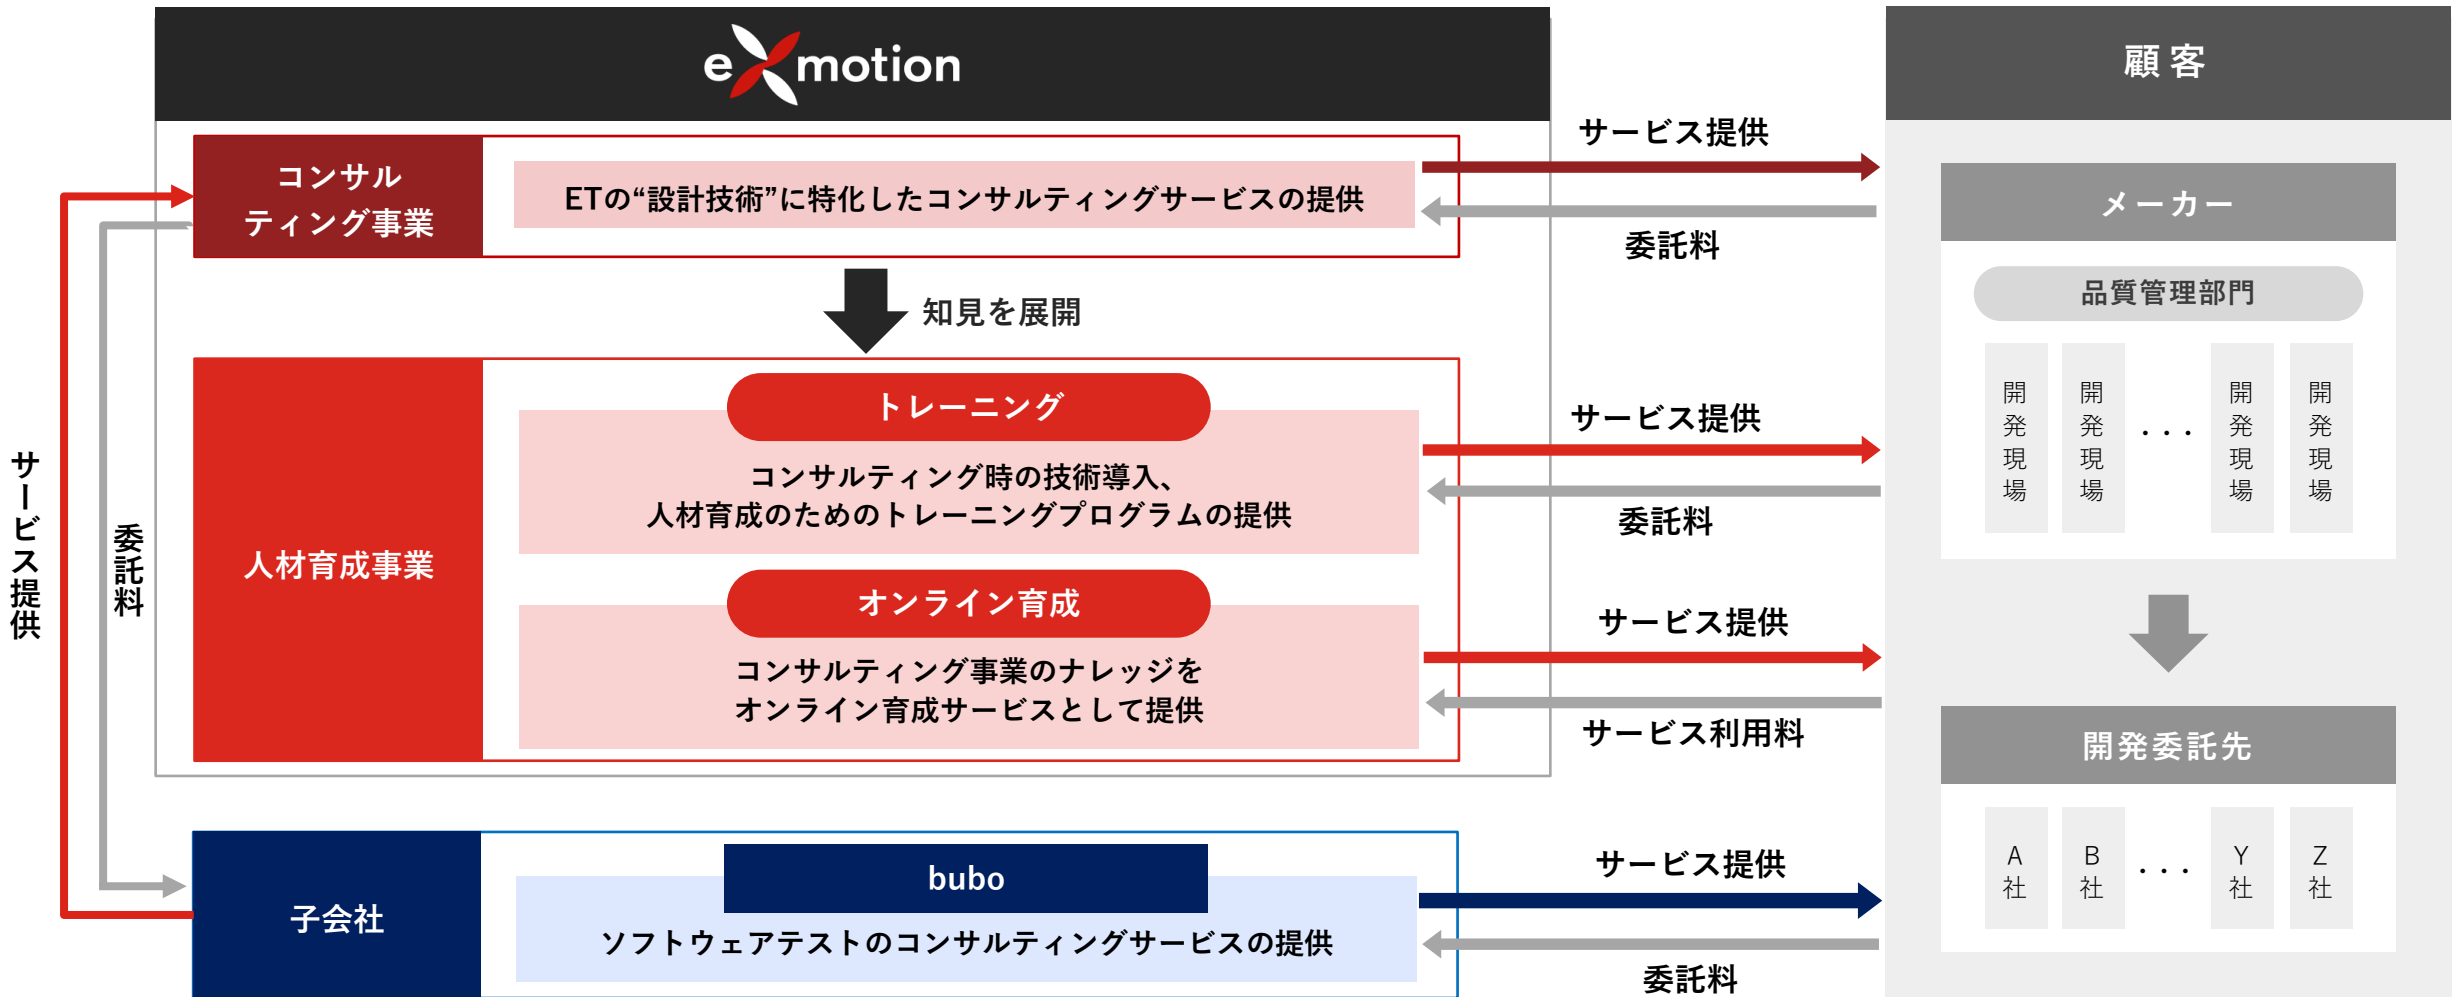 eXmotion
顧客
コンサル
ティング事業
ETの“設計技術”に特化したコンサルティングサービスの提供
サービス提供
委託料
知見を展開
人材育成事業
トレーニング
コンサルティング時の技術導入、
人材育成のためのトレーニングプログラムの提供
サービス提供
委託料
オンライン育成
コンサルティング事業のナレッジを
オンライン育成サービスとして提供
サービス提供
サービス利用料
サービス提供
委託料
子会社
bubo
ソフトウェアテストのコンサルティングサービスの提供
サービス提供
委託料
メーカー
品質管理部門
開発現場
開発現場
・・・
開発現場
開発現場
開発委託先
A社
B社
・・・
Y社
Z社